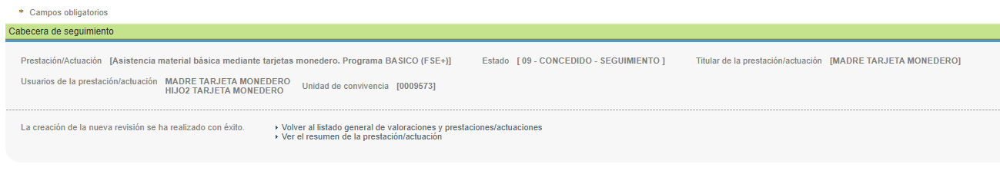 * Campos obligatorios
Cabecera de seguimiento
Prestación/Actuación [Asistencia material básica mediante tarjetas monedero. Programa BASICO (FSE+)] Estado [ 09 - CONCEDIDO - SEGUIMIENTO ] Titular de la prestación/actuación [MADRE TARJETA MONEDERO]
Usuarios de la prestación/actuación MADRE TARJETA MONEDERO
HIJO2 TARJETA MONEDERO Unidad de convivencia [0009573]
La creación de la nueva revisión se ha realizado con éxito. Volver al listado general de valoraciones y prestaciones/actuaciones
Ver el resumen de la prestación/actuación